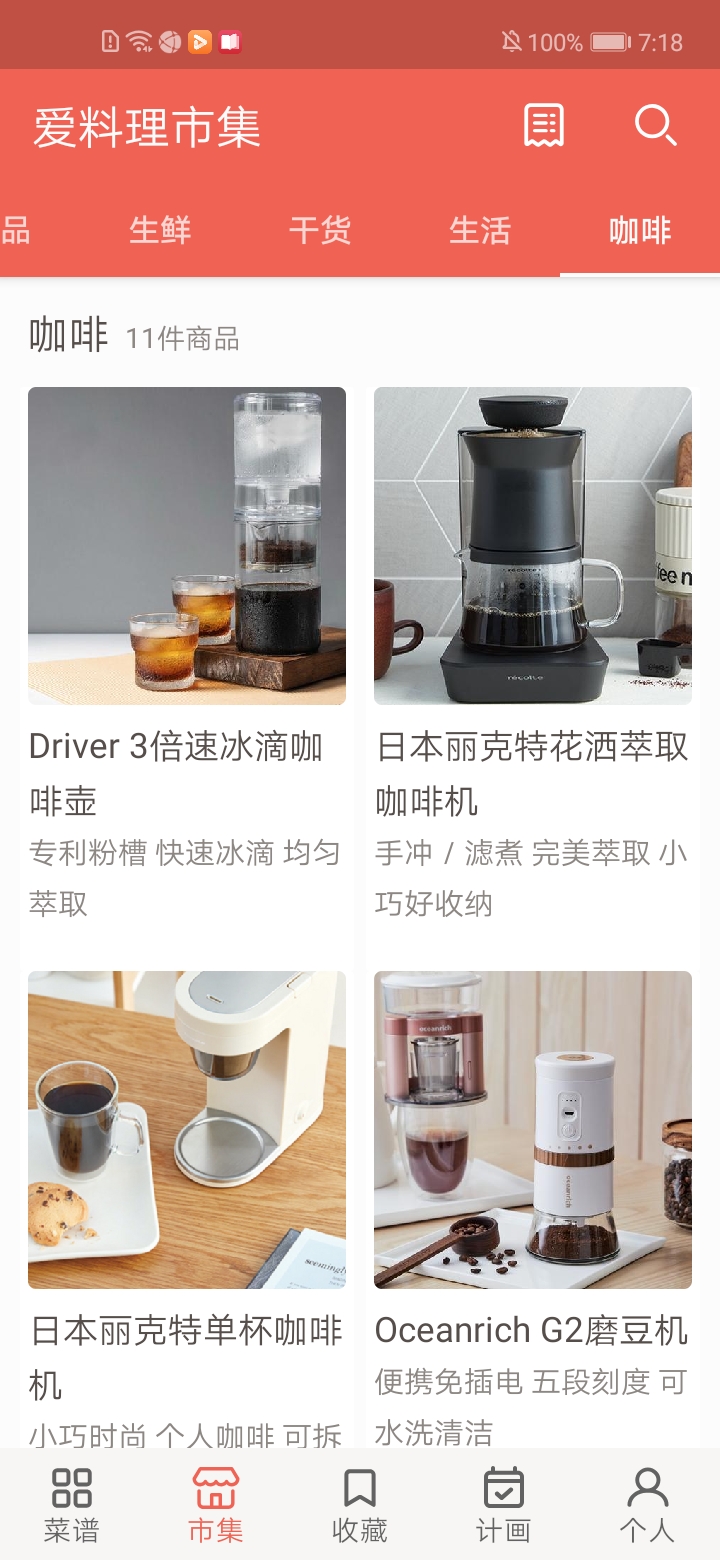 100% 7:18
爱料理市集
品 生鲜 干货 生活 咖啡
咖啡 11件商品
récolte
récolte
Driver 3倍速冰滴咖
啡壶
专利粉槽 快速冰滴 均匀
萃取
日本丽克特花洒萃取
咖啡机
手冲 / 滤煮 完美萃取 小
巧好收纳
oceanrich
oceanrich
日本丽克特单杯咖啡
机
小巧时尚 个人咖啡 可拆
Oceanrich G2磨豆机
便携免插电 五段刻度 可
水洗清洁
菜谱 市集 收藏 计画 个人